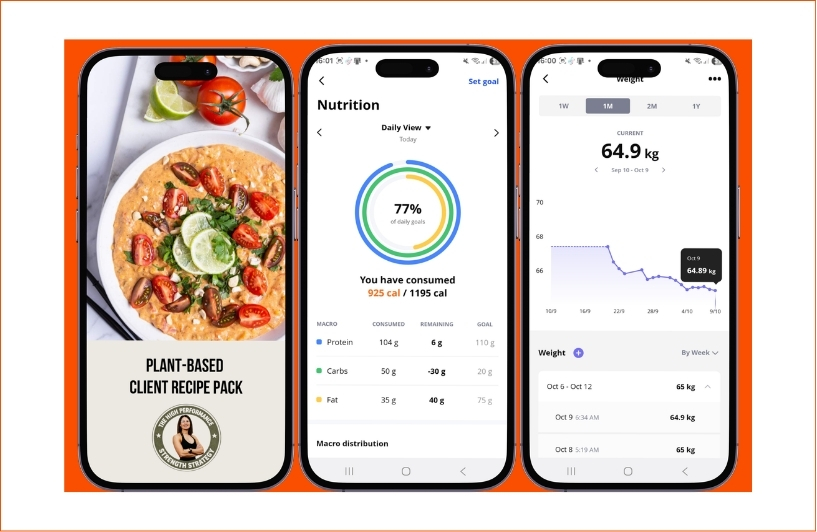 PLANT-BASED
CLIENT RECIPE PACK
THE HIGH PERFORMANCE
STRENGTH STRATEGY
16:01
Set goal
Nutrition
Daily View
Today
77%
of daily goals
You have consumed
925 cal / 1195 cal
MACRO CONSUMED REMAINING GOAL
Protein 104 g 6 g 110 g
Carbs 50 g -30 g 20 g
Fat 35 g 40 g 75 g
Macro distribution
16:00
Weight
1W 1M 2M 1Y
CURRENT
64.9 kg
Sep 10 - Oct 9
70
68
66
Oct 9
64.89 kg
10/9 16/9 22/9 28/9 4/10 9/10
Weight By Week
Oct 6 - Oct 12 65 kg
Oct 9 6:34 AM 64.9 kg
Oct 8 5:19 AM 65 kg